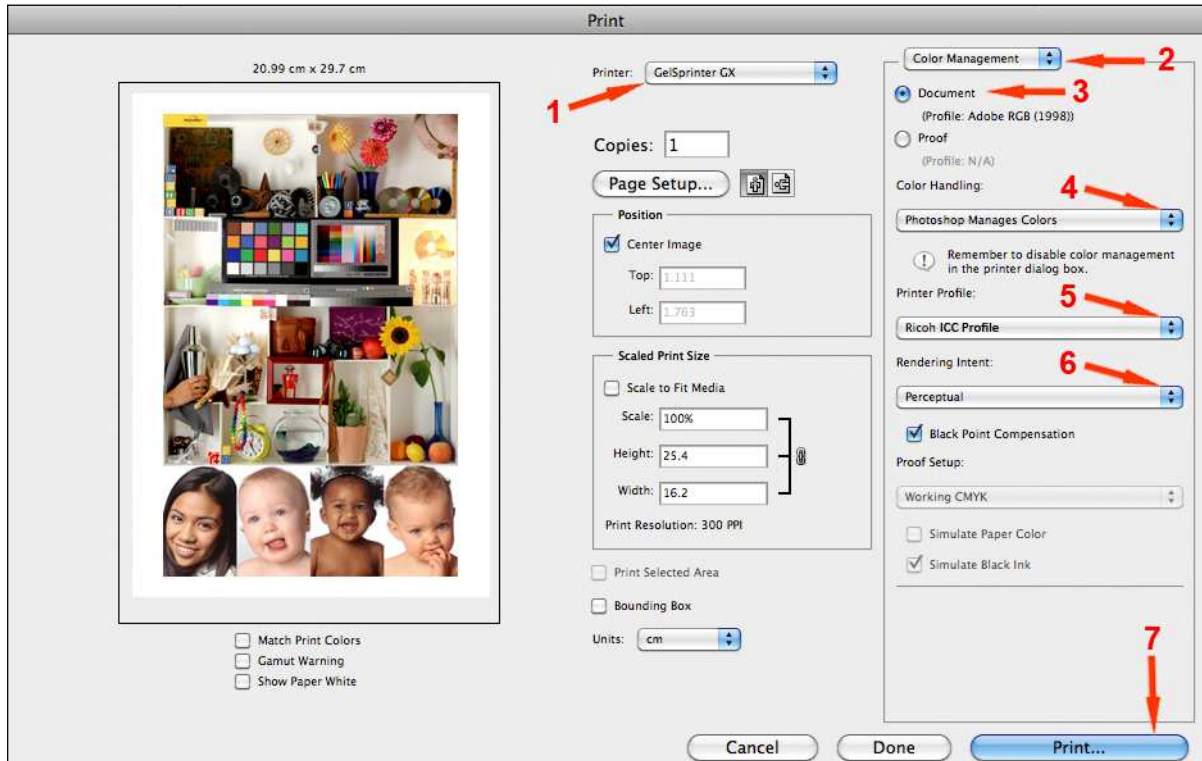 Print
20.99 cm x 29.7 cm
Printer: GelSprinter GX
1
Copies: 1
Page Setup...
Position
Center Image
Top: 1.111
Left: 1.763
Scaled Print Size
Scale to Fit Media
Scale: 100%
Height: 25.4
Width: 16.2
Print Resolution: 300 PPI
Print Selected Area
Bounding Box
Units: cm
Match Print Colors
Gamut Warning
Show Paper White
Color Management
2
Document
3
(Profile: Adobe RGB (1998))
Proof
(Profile: N/A)
Color Handling:
4
Photoshop Manages Colors
Remember to disable color management
in the printer dialog box.
Printer Profile:
5
Ricoh ICC Profile
Rendering Intent:
6
Perceptual
Black Point Compensation
Proof Setup:
Working CMYK
Simulate Paper Color
Simulate Black Ink
7
Cancel
Done
Print...